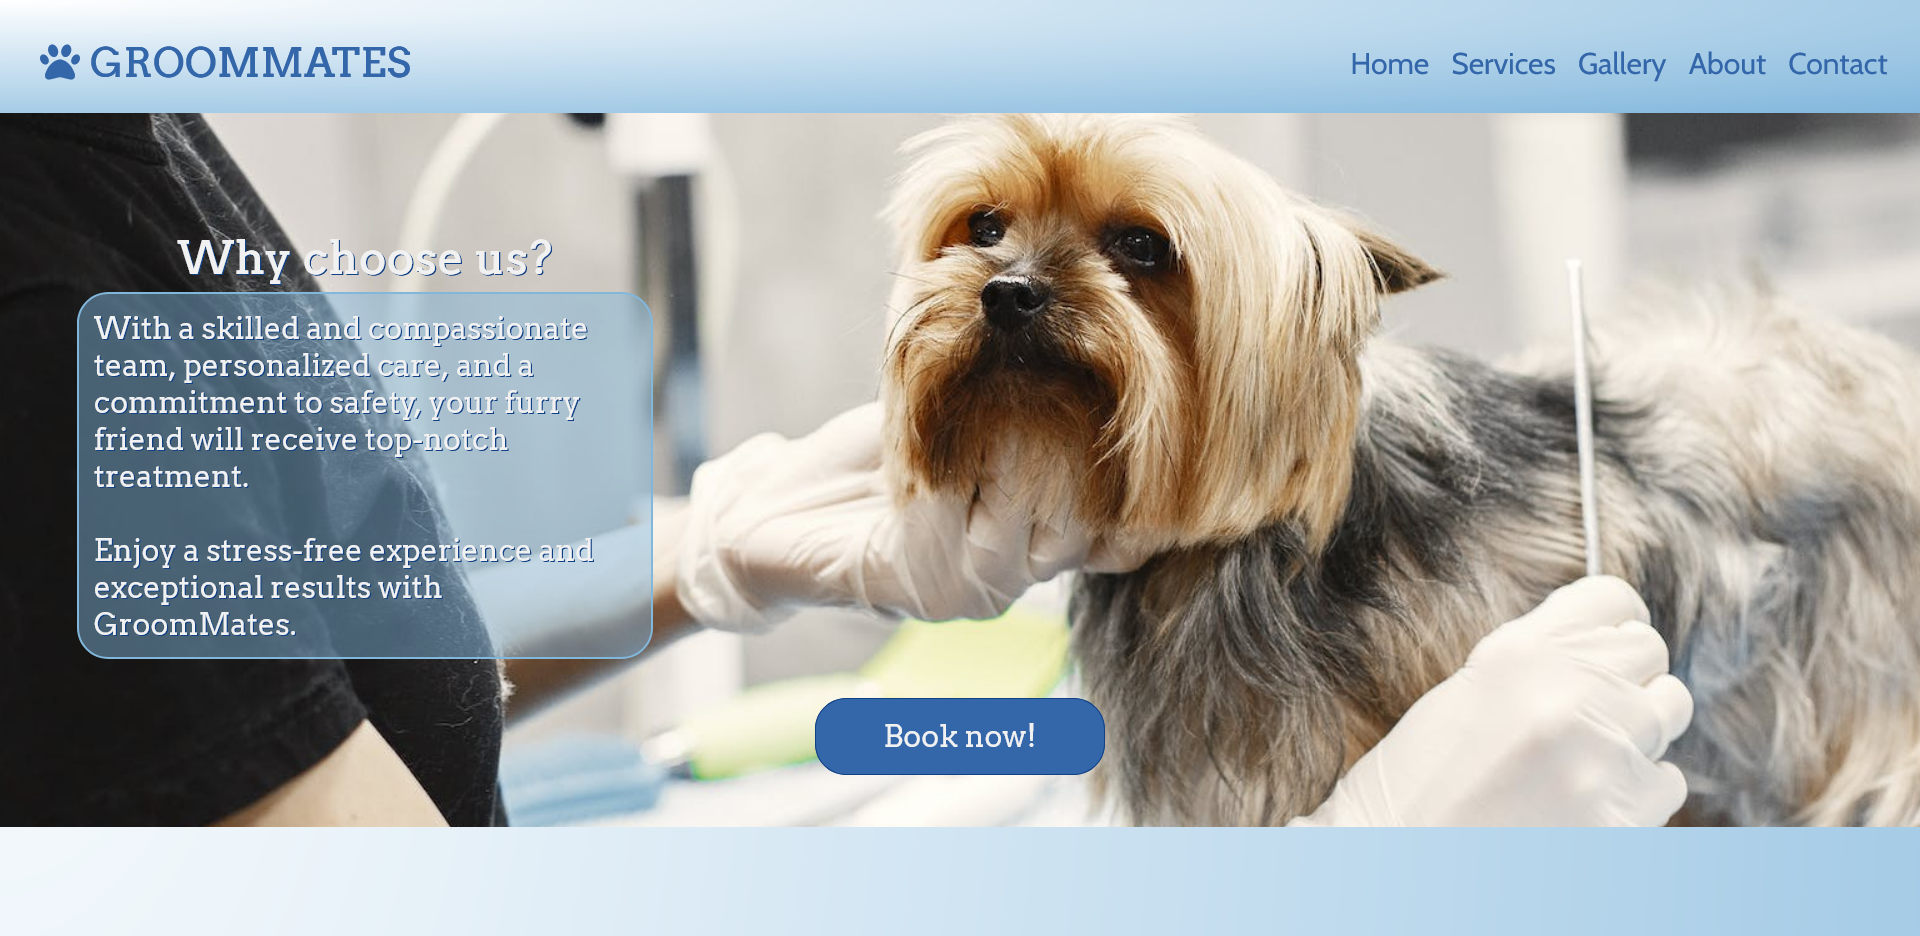 GROOMMATES
Home Services Gallery About Contact
Why choose us?
With a skilled and compassionate
team, personalized care, and a
commitment to safety, your furry
friend will receive top-notch
treatment.
Enjoy a stress-free experience and
exceptional results with
GroomMates.
Book now!